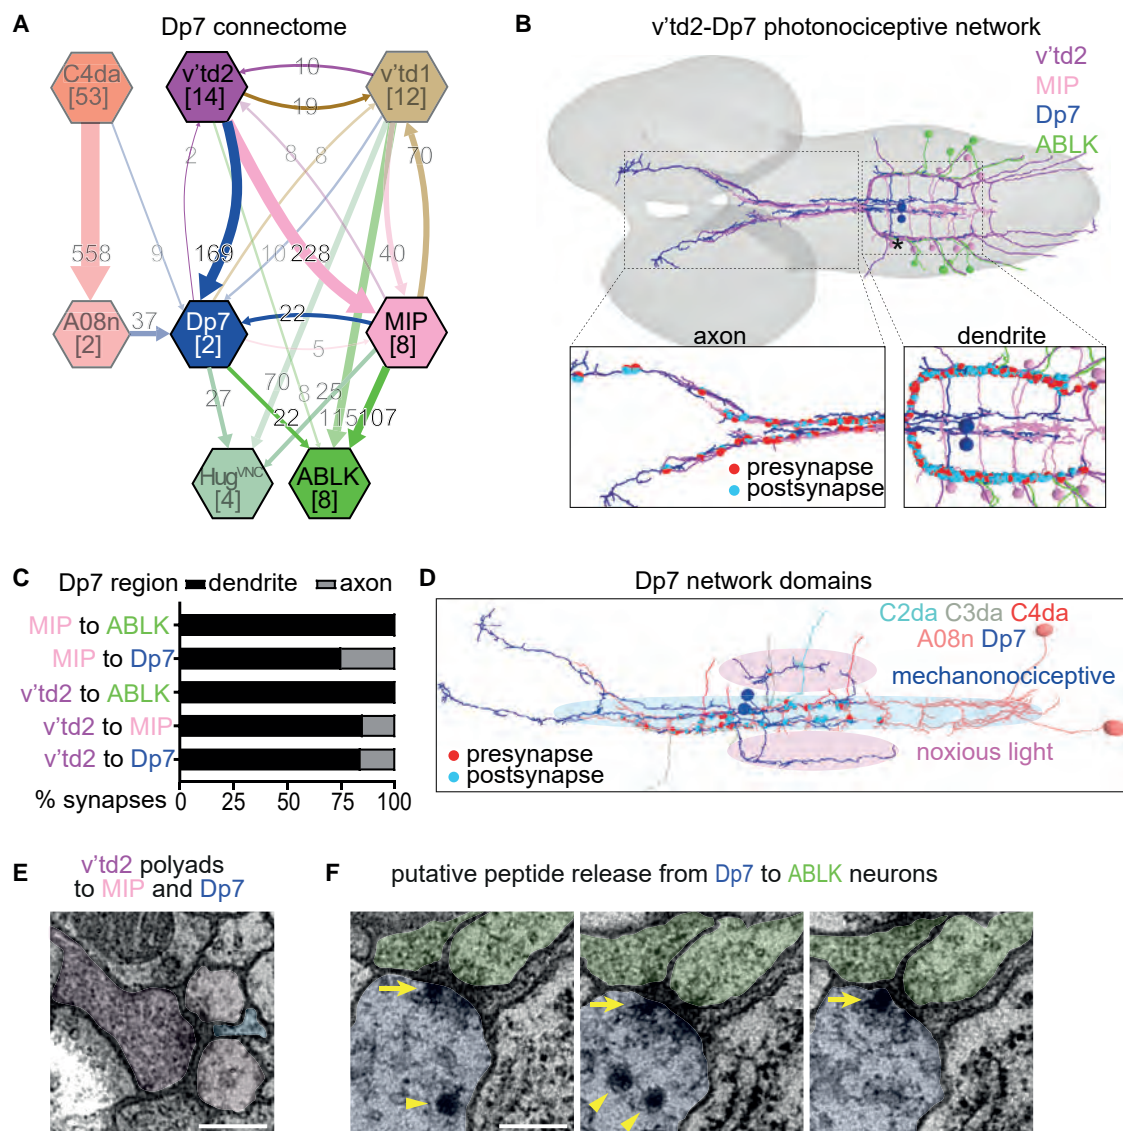 A
Dp7 connectome
C4da
[53]
v'td2
[14]
v'td1
[12]
10
19
2
8
8
70
558
9
169
10
228
40
A08n
[2]
37
Dp7
[2]
22
5
MIP
[8]
27
70
22
8
25
115
107
Hug VNC
[4]
ABLK
[8]
B
v'td2-Dp7 photonociceptive network
v'td2
MIP
Dp7
ABLK
*
axon
dendrite
presynapse
postsynapse
C
Dp7 region dendrite axon
MIP to ABLK
MIP to Dp7
v'td2 to ABLK
v'td2 to MIP
v'td2 to Dp7
% synapses 0 25 50 75 100
D
Dp7 network domains
C2da C3da C4da
A08n Dp7
mechanonociceptive
noxious light
presynapse
postsynapse
E
v'td2 polyads
to MIP and Dp7
F
putative peptide release from Dp7 to ABLK neurons